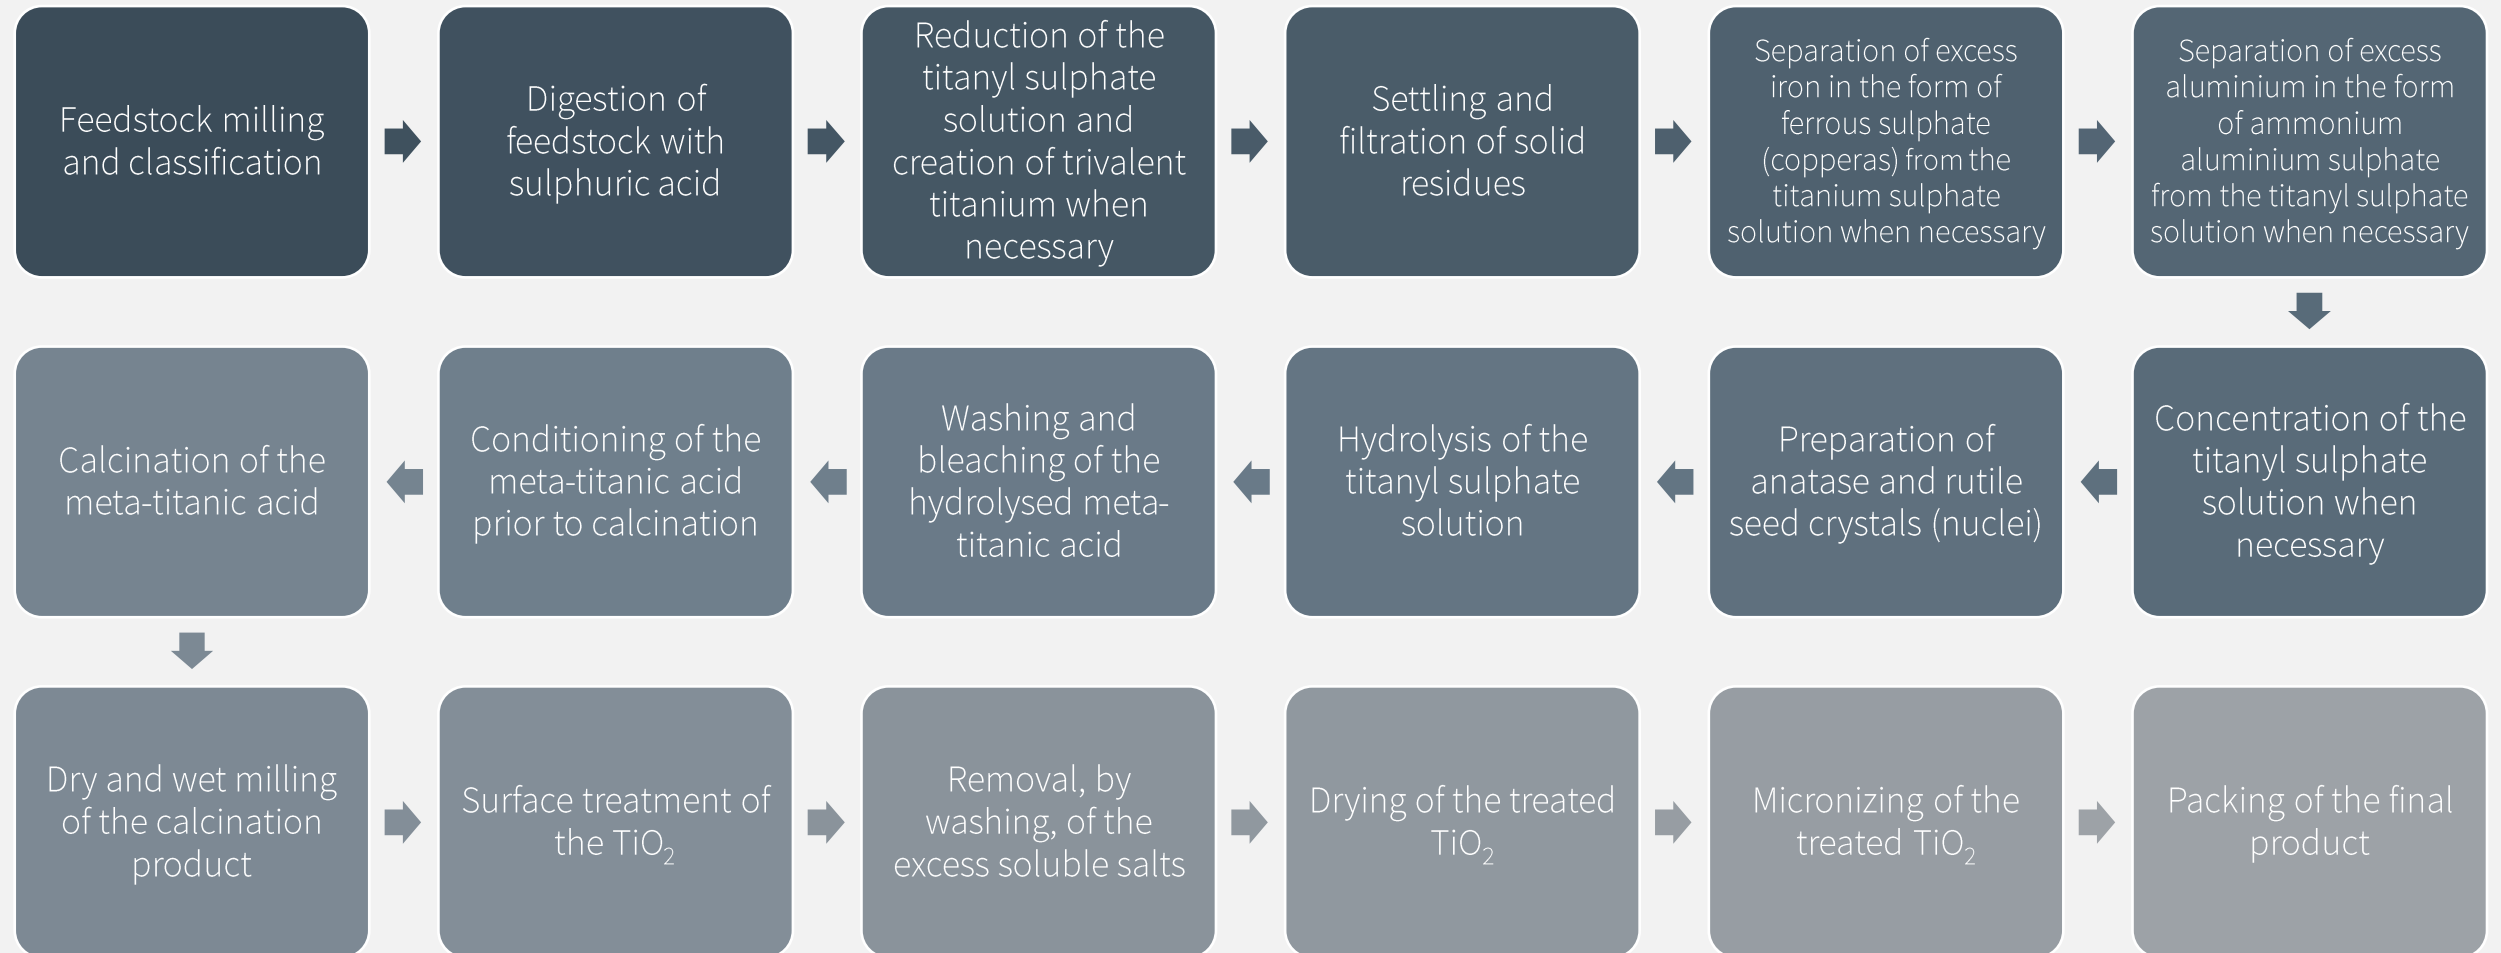 Feedstock milling
and classification
Digestion of
feedstock with
sulphuric acid
Reduction of the
titanyl sulphate
solution and
creation of trivalent
titanium when
necessary
Settling and
filtration of solid
residues
Separation of excess
iron in the form of
ferrous sulphate
(copperas) from the
titanium sulphate
solution when necessary
Separation of excess
aluminium in the form
of ammonium
aluminium sulphate
from the titanyl sulphate
solution when necessary
Concentration of the
titanyl sulphate
solution when
necessary
Preparation of
anatase and rutile
seed crystals (nuclei)
Hydrolysis of the
titanyl sulphate
solution
Washing and
bleaching of the
hydrolysed meta-
titanic acid
Conditioning of the
meta-titanic acid
prior to calcination
Calcination of the
meta-titanic acid
Dry and wet milling
of the calcination
product
Surface treatment of
the TiO₂
Removal, by
washing, of the
excess soluble salts
Drying of the treated
TiO₂
Micronizing of the
treated TiO₂
Packing of the final
product